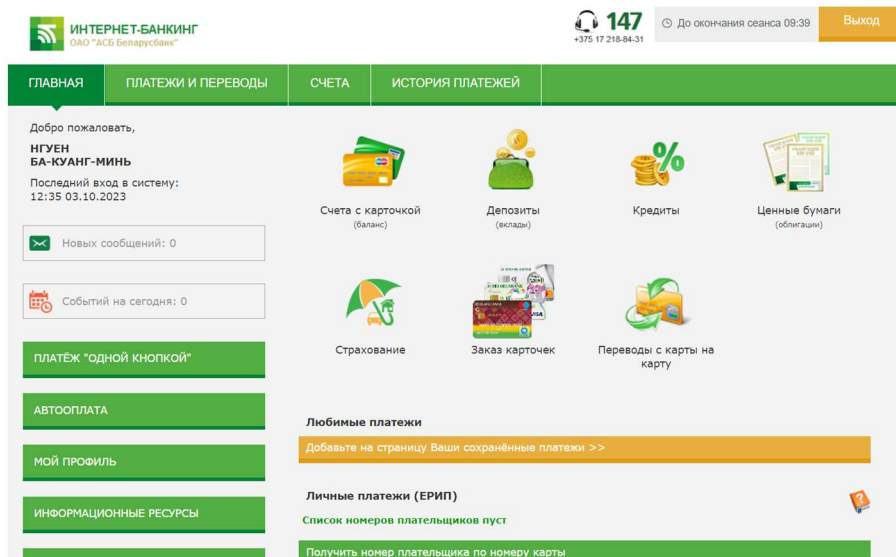 ИНТЕРНЕТ-БАНКИНГ
ОАО "АСБ Беларусбанк"
147
+375 17 218-84-31
До окончания сеанса 09:39
Выход
ГЛАВНАЯ
ПЛАТЕЖИ И ПЕРЕВОДЫ
СЧЕТА
ИСТОРИЯ ПЛАТЕЖЕЙ
Добро пожаловать,
НГУЕН
БА-КУАНГ-МИНЬ
Последний вход в систему:
12:35 03.10.2023
Новых сообщений: 0
Событий на сегодня: 0
ПЛАТЁЖ "ОДНОЙ КНОПКОЙ"
АВТООПЛАТА
МОЙ ПРОФИЛЬ
ИНФОРМАЦИОННЫЕ РЕСУРСЫ
Счета с карточкой
(баланс)
Депозиты
(вклады)
Кредиты
Ценные бумаги
(облигации)
Страхование
Заказ карточек
Переводы с карты на
карту
Любимые платежи
Добавьте на страницу Ваши сохранённые платежи >>
Личные платежи (ЕРИП)
Список номеров плательщиков пуст
Получить номер плательщика по номеру карты